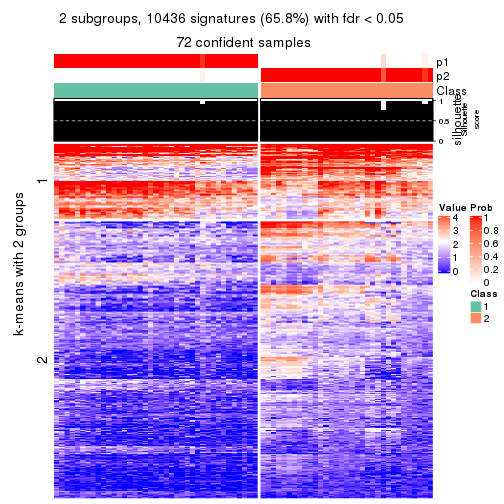 2 subgroups, 10436 signatures (65.8%) with fdr < 0.05
72 confident samples
p1
p2
Class
1
0.5
0
silhouette
Silhouette
score
k-means with 2 groups
1
2
Value
4
3
2
1
0
Prob
1
0.8
0.6
0.4
0.2
0
Class
1
2